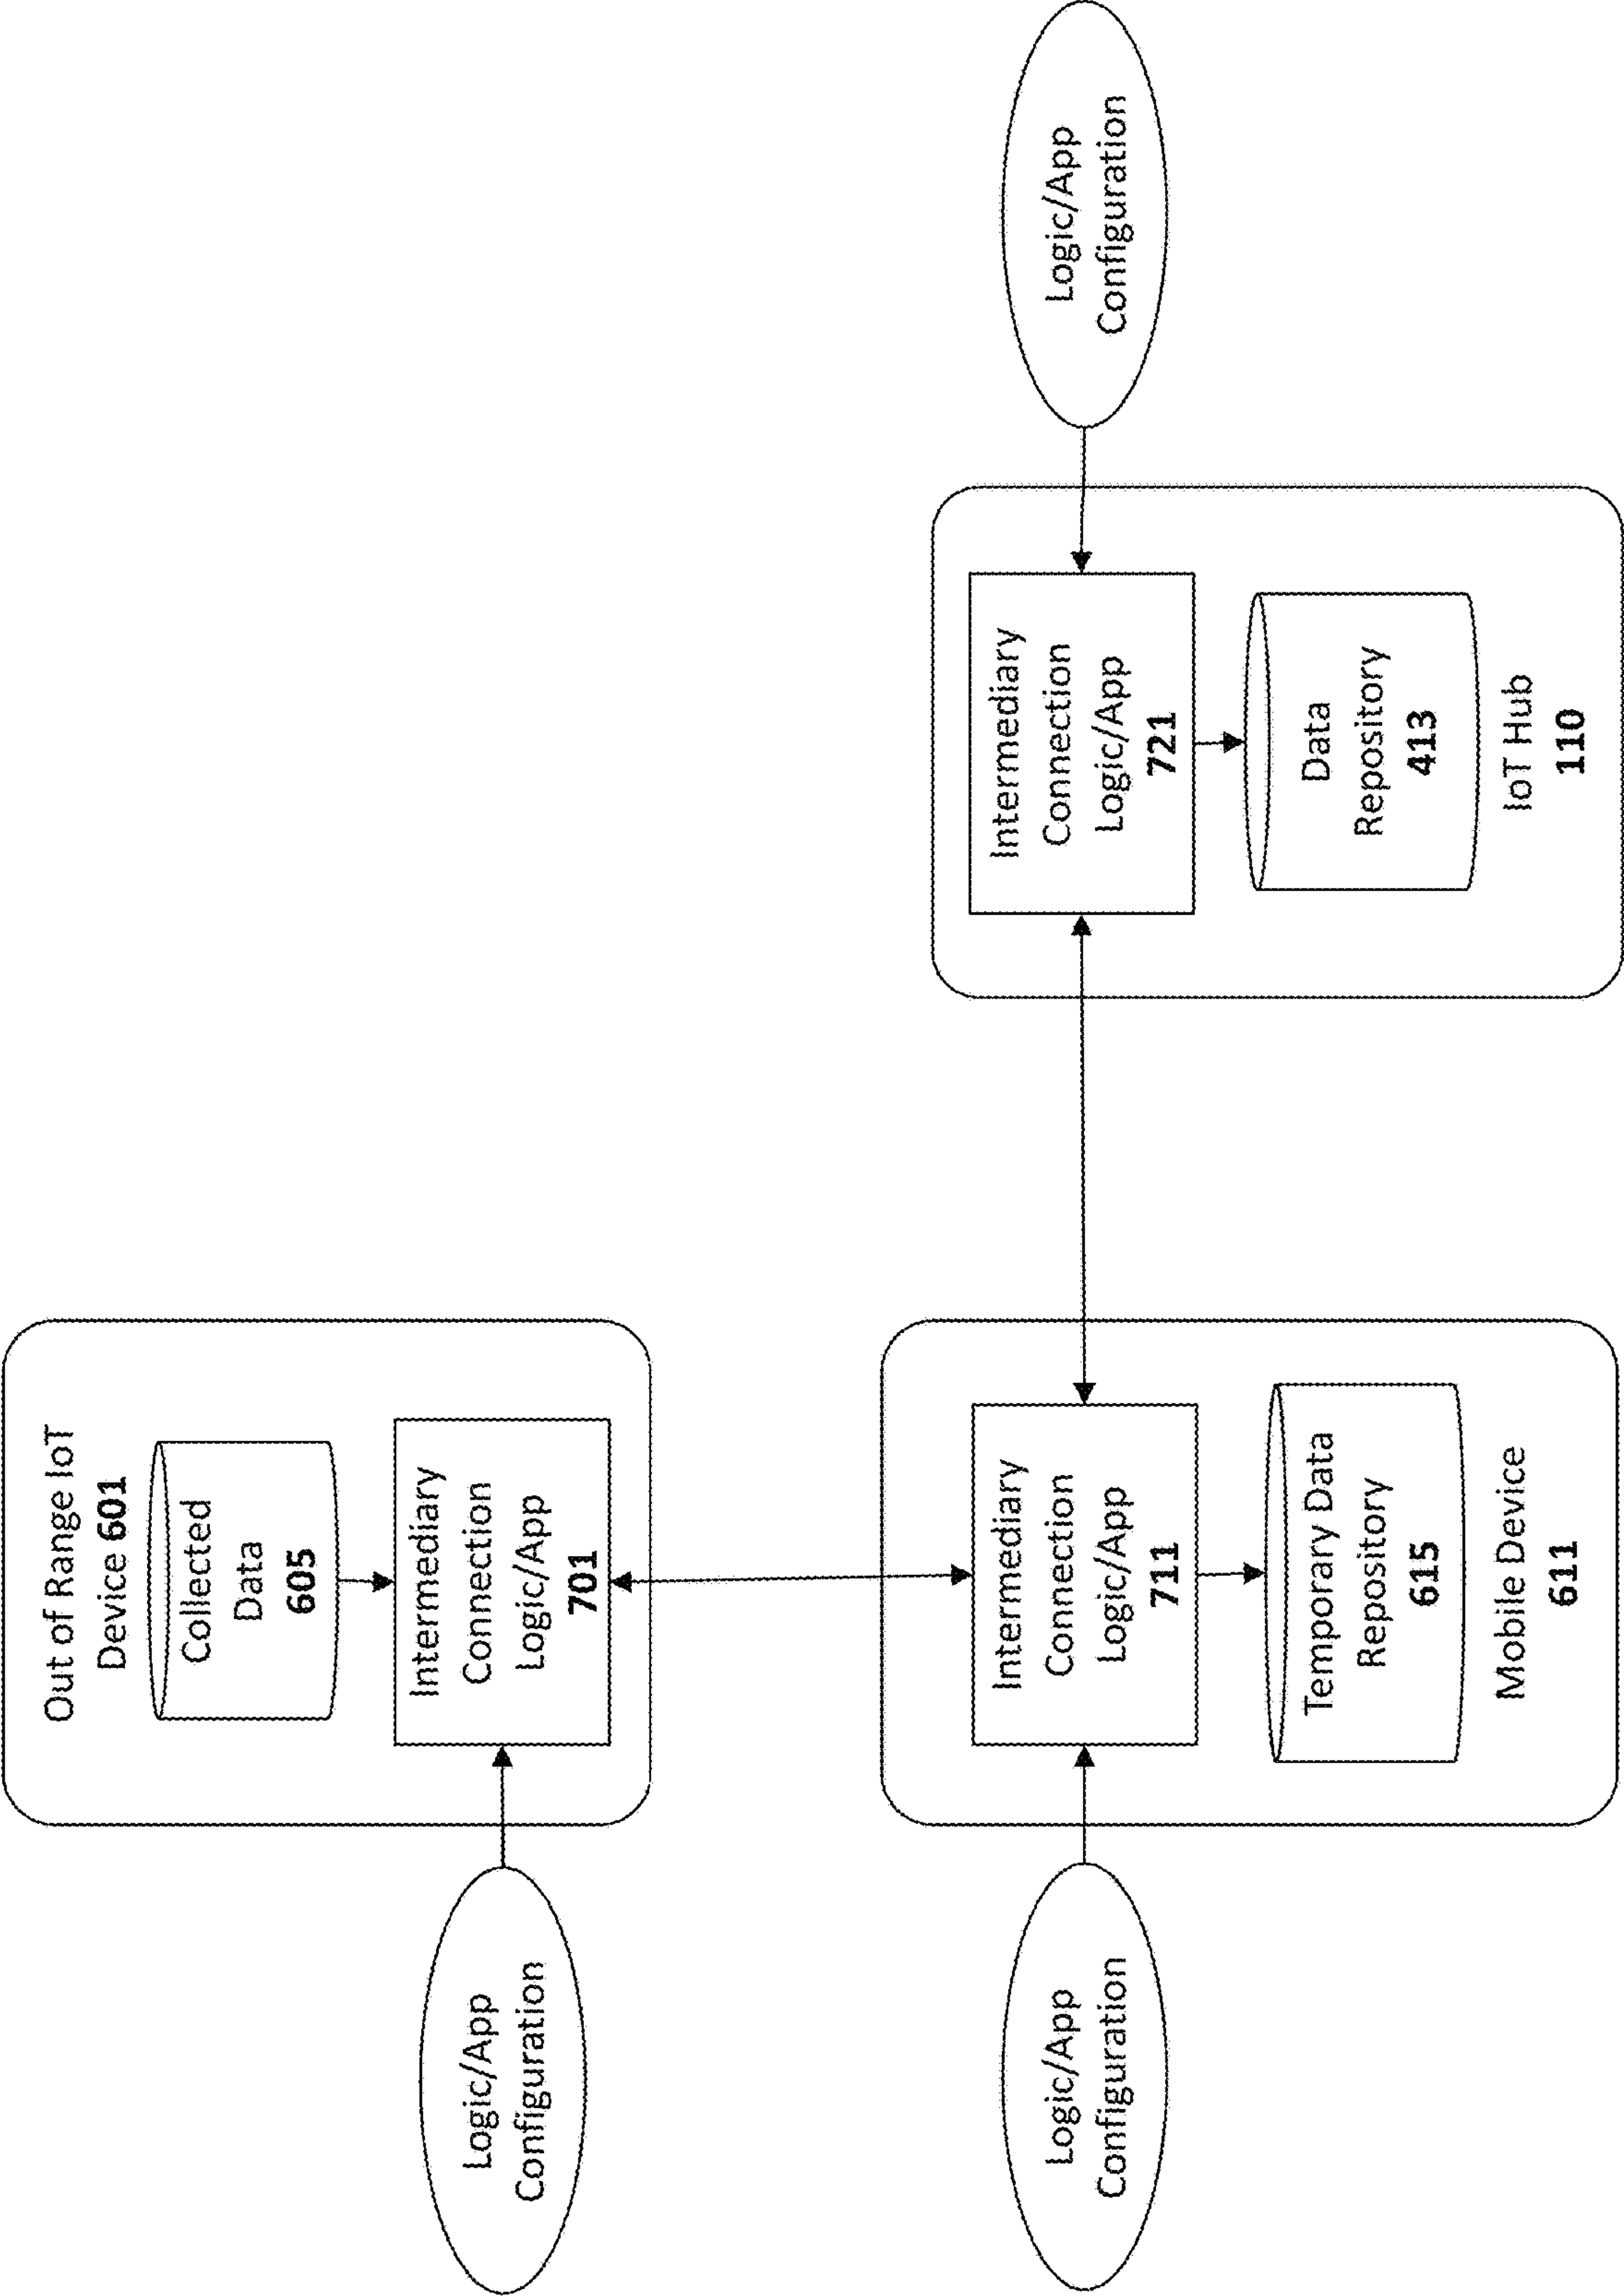 Out of Range IoT
Device 601
Collected
Data
605
Intermediary
Connection
Logic/App
701
Logic/App
Configuration
Logic/App
Configuration
Intermediary
Connection
Logic/App
711
Temporary Data
Repository
615
Mobile Device
611
Intermediary
Connection
Logic/App
721
Data
Repository
413
IoT Hub
110
Logic/App
Configuration